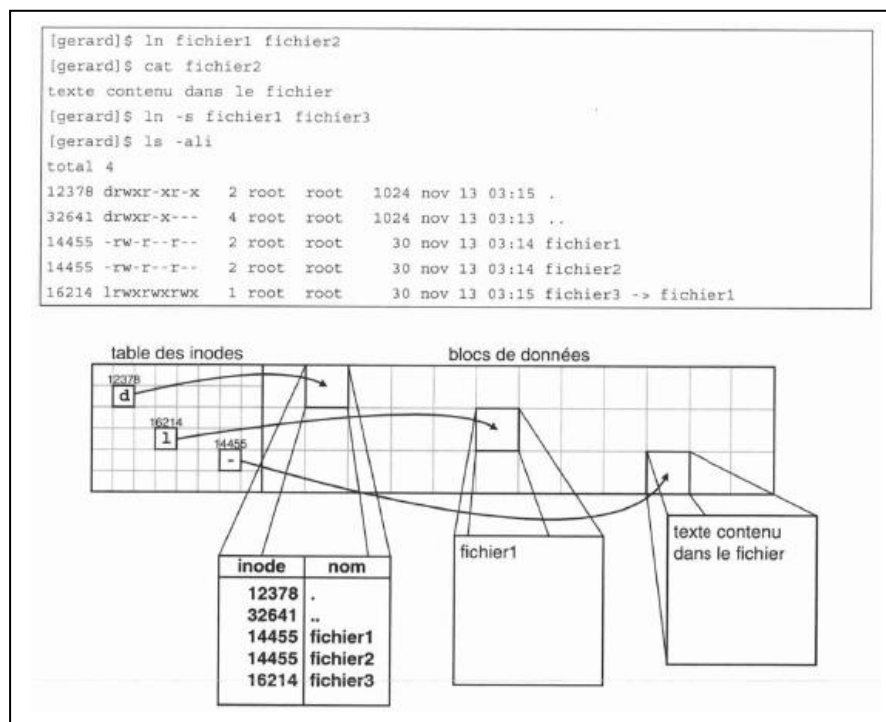 [gerard]$ ln fichier1 fichier2
[gerard]$ cat fichier2
texte contenu dans le fichier
[gerard]$ ln -s fichier1 fichier3
[gerard]$ ls -ali
total 4
12378 drwxr-xr-x 2 root root 1024 nov 13 03:15 .
32641 drwxr-x--- 4 root root 1024 nov 13 03:13 ..
14455 -rw-r--r-- 2 root root 30 nov 13 03:14 fichier1
14455 -rw-r--r-- 2 root root 30 nov 13 03:14 fichier2
16214 lrwxrwxrwx 1 root root 30 nov 13 03:15 fichier3 -> fichier1
table des inodes blocs de données
12378
d
16214
l
14455
-
inode nom
12378 .
32641 ..
14455 fichier1
14455 fichier2
16214 fichier3
fichier1
texte contenu
dans le fichier